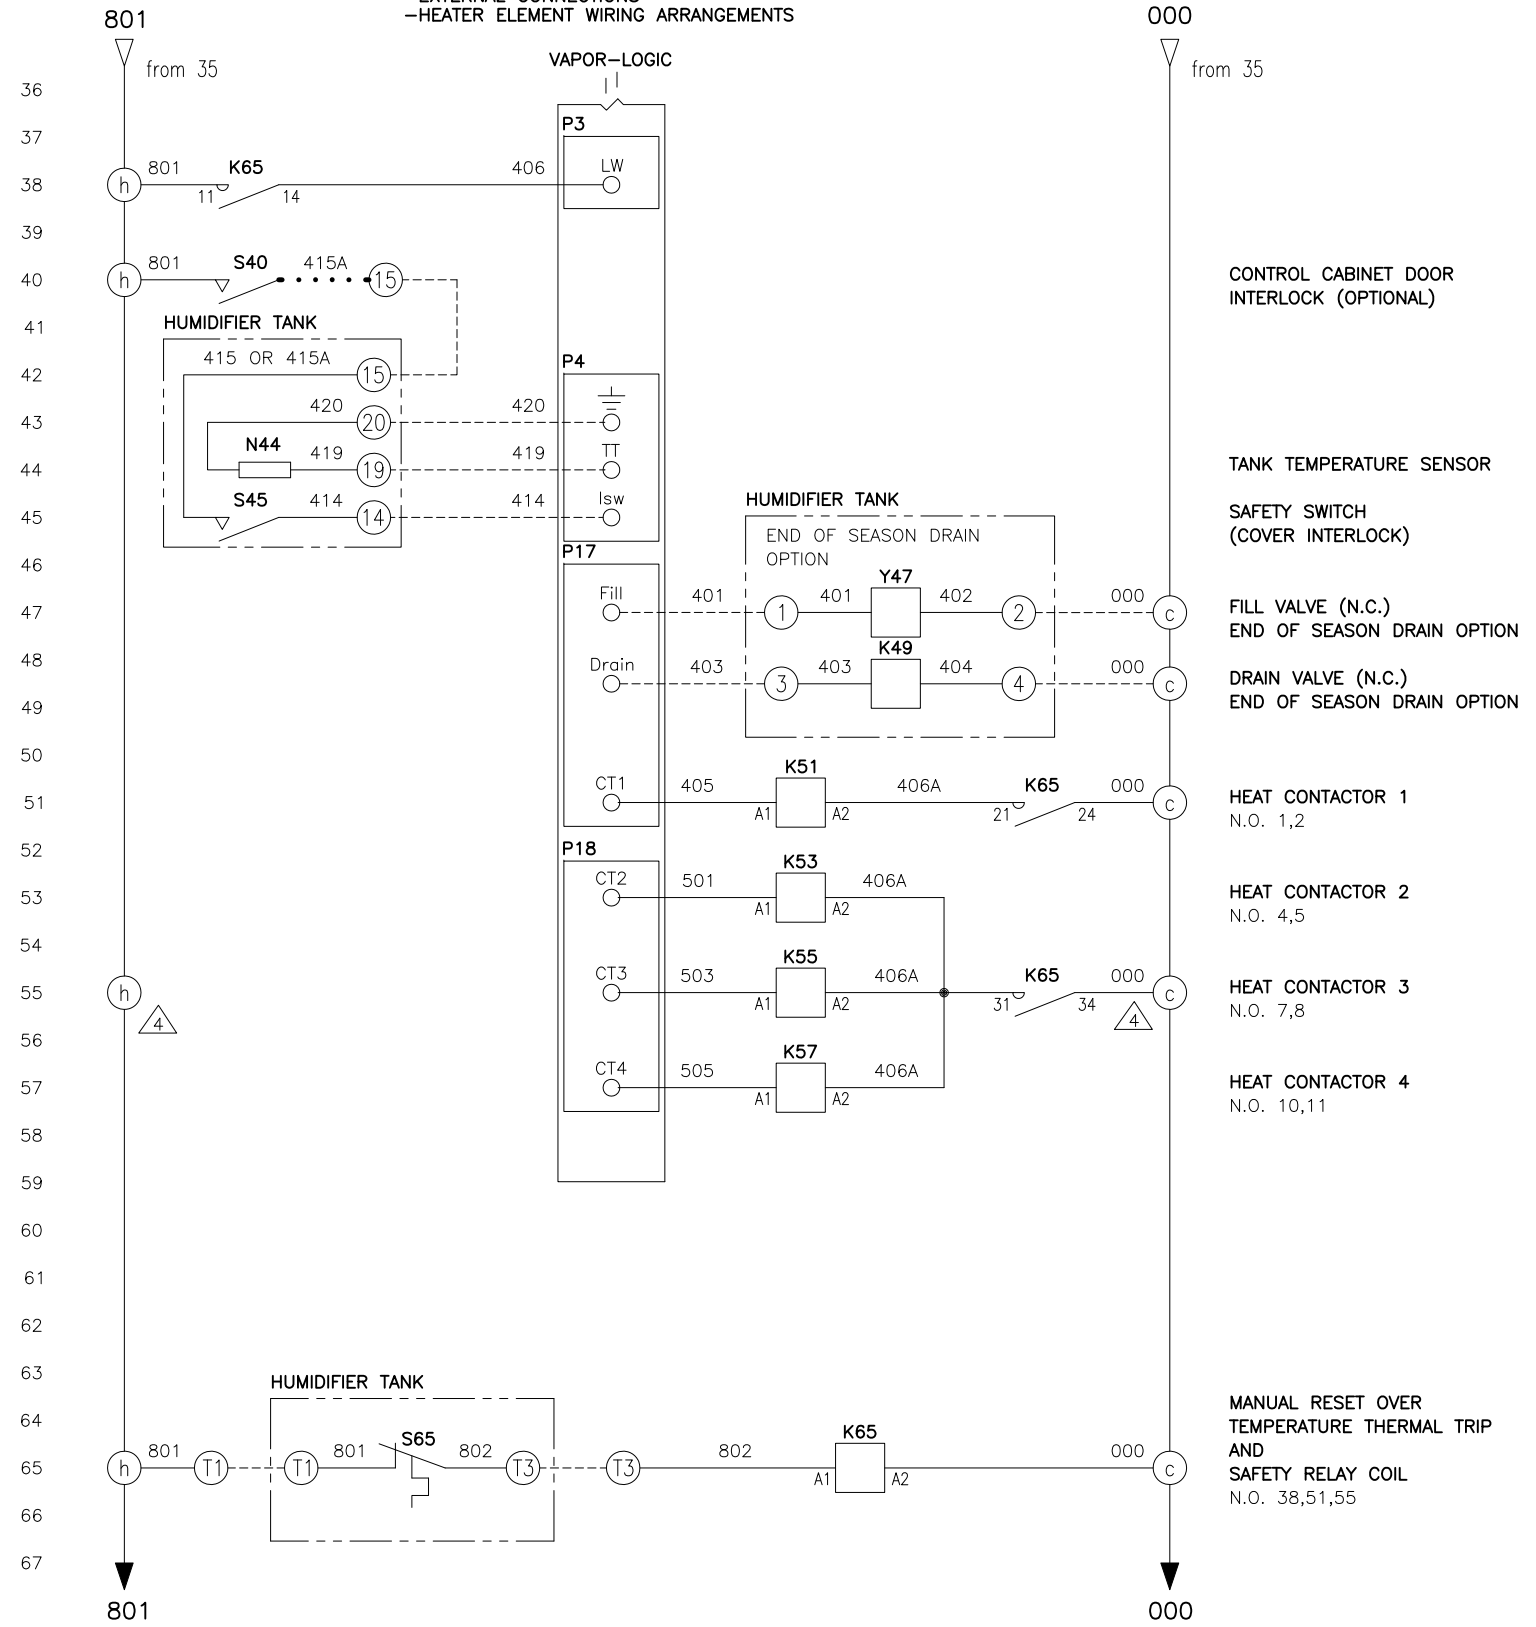 -HEATER ELEMENT WIRING ARRANGEMENTS
801
000
from 35
VAPOR-LOGIC
from 35
36
37
P3
38
h
801
K65
11
14
406
LW
39
40
h
801
S40
415A
15
CONTROL CABINET DOOR
INTERLOCK (OPTIONAL)
41
HUMIDIFIER TANK
42
415 OR 415A
15
P4
43
420
20
420
44
N44
419
19
419
TT
TANK TEMPERATURE SENSOR
45
S45
414
14
414
Isw
HUMIDIFIER TANK
SAFETY SWITCH
(COVER INTERLOCK)
46
P17
END OF SEASON DRAIN
OPTION
47
Fill
401
1
401
Y47
402
2
000
c
FILL VALVE (N.C.)
END OF SEASON DRAIN OPTION
48
Drain
403
3
403
K49
404
4
000
c
DRAIN VALVE (N.C.)
END OF SEASON DRAIN OPTION
49
50
51
CT1
405
K51
A1
A2
406A
K65
21
24
000
c
HEAT CONTACTOR 1
N.O. 1,2
52
P18
53
CT2
501
K53
A1
A2
406A
HEAT CONTACTOR 2
N.O. 4,5
54
55
h
4
CT3
503
K55
A1
A2
406A
K65
31
34
000
c
4
HEAT CONTACTOR 3
N.O. 7,8
56
57
CT4
505
K57
A1
A2
406A
HEAT CONTACTOR 4
N.O. 10,11
58
59
60
61
62
63
HUMIDIFIER TANK
64
65
h
801
T1
T1
801
S65
802
T3
T3
802
K65
A1
A2
000
c
MANUAL RESET OVER
TEMPERATURE THERMAL TRIP
AND
SAFETY RELAY COIL
N.O. 38,51,55
66
67
801
000